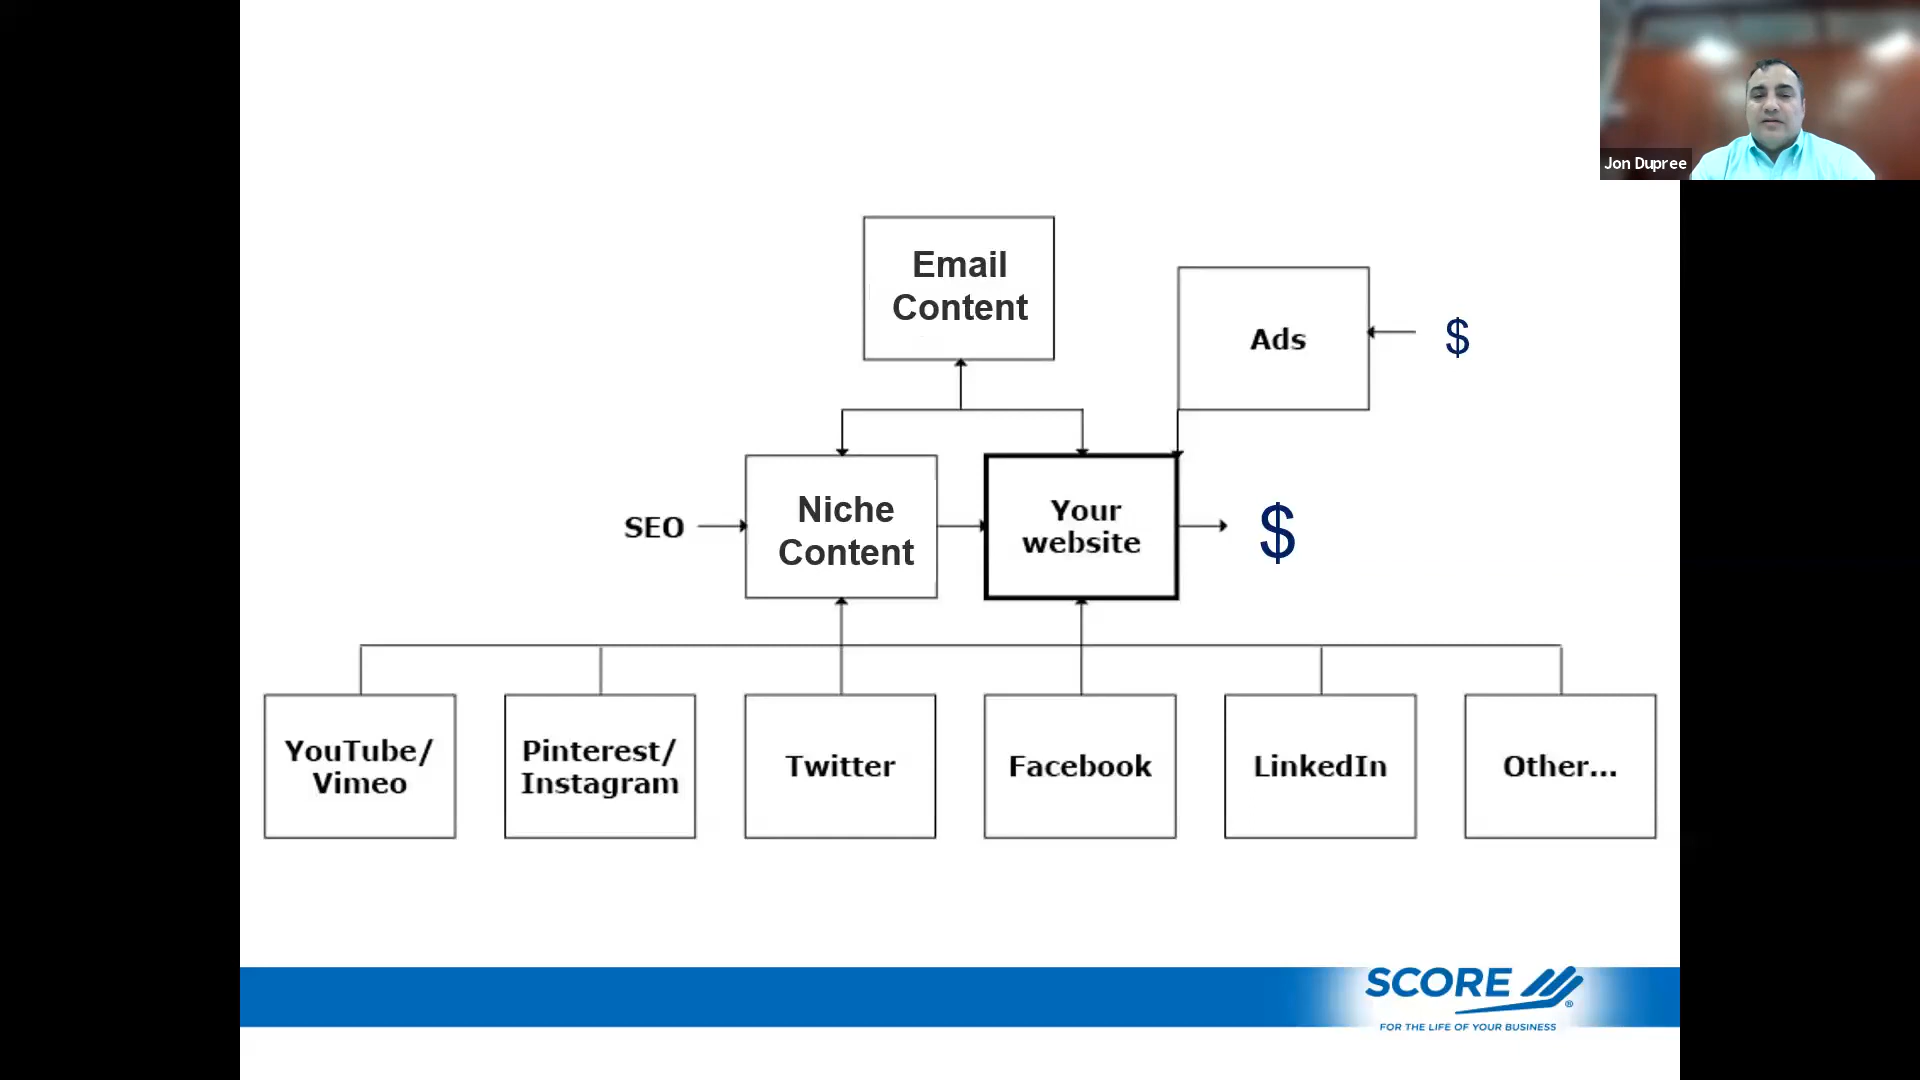 Jon Dupree
Email
Content
Ads
$
SEO
Niche
Content
Your
website
$
YouTube/
Vimeo
Pinterest/
Instagram
Twitter
Facebook
LinkedIn
Other...
SCORE
®
FOR THE LIFE OF YOUR BUSINESS